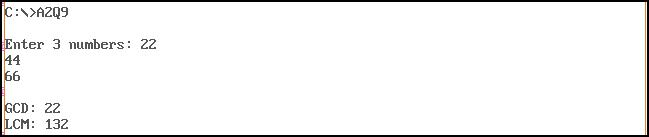 C:\>A2Q9
Enter 3 numbers: 22
44
66
GCD: 22
LCM: 132